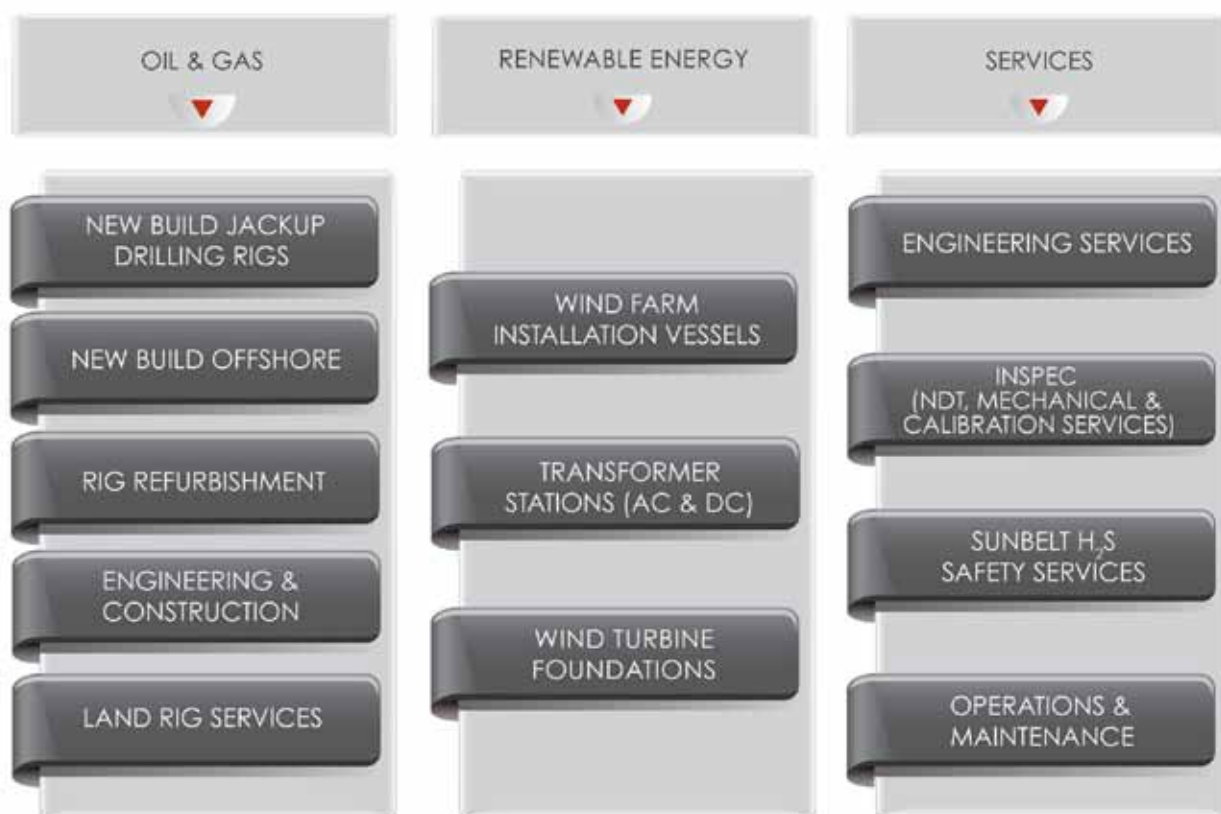 OIL & GAS
NEW BUILD JACKUP
DRILLING RIGS
NEW BUILD OFFSHORE
RIG REFURBISHMENT
ENGINEERING &
CONSTRUCTION
LAND RIG SERVICES
RENEWABLE ENERGY
WIND FARM
INSTALLATION VESSELS
TRANSFORMER
STATIONS (AC & DC)
WIND TURBINE
FOUNDATIONS
SERVICES
ENGINEERING SERVICES
INSPEC
(NDT, MECHANICAL &
CALIBRATION SERVICES)
SUNBELT H₂S
SAFETY SERVICES
OPERATIONS &
MAINTENANCE